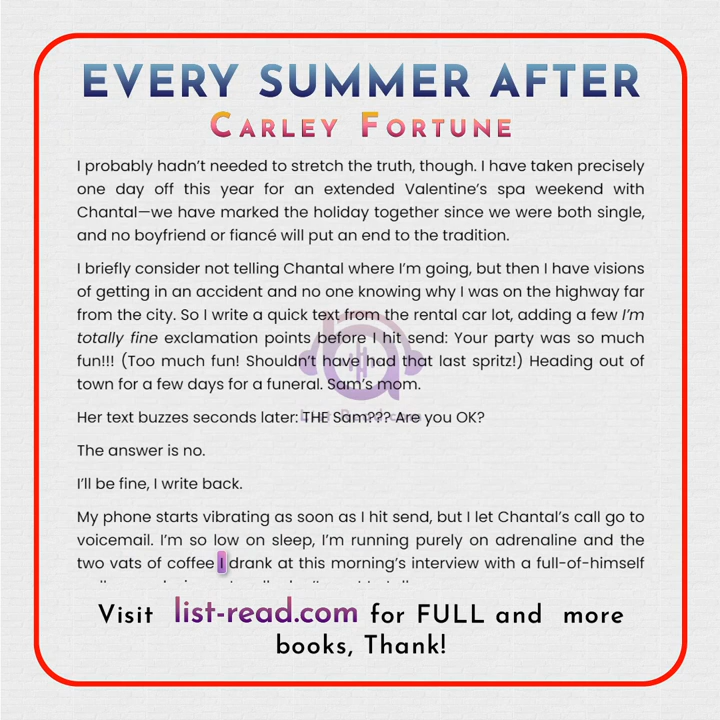 EVERY SUMMER AFTER
CARLEY FORTUNE
I probably hadn't needed to stretch the truth, though. I have taken precisely
one day off this year for an extended Valentine's spa weekend with
Chantal—we have marked the holiday together since we were both single,
and no boyfriend or fiancé will put an end to the tradition.
I briefly consider not telling Chantal where I'm going, but then I have visions
of getting in an accident and no one knowing why I was on the highway far
from the city. So I write a quick text from the rental car lot, adding a few I'm
totally fine exclamation points before I hit send: Your party was so much
fun!!! (Too much fun! Shouldn't have had that last spritz!) Heading out of
town for a few days for a funeral. Sam's mom.
Her text buzzes seconds later: THE Sam??? Are you OK?
The answer is no.
I'll be fine, I write back.
My phone starts vibrating as soon as I hit send, but I let Chantal's call go to
voicemail. I'm so low on sleep, I'm running purely on adrenaline and the
two vats of coffee I drank at this morning's interview with a full-of-himself
Visit list-read.com for FULL and more
books, Thank!